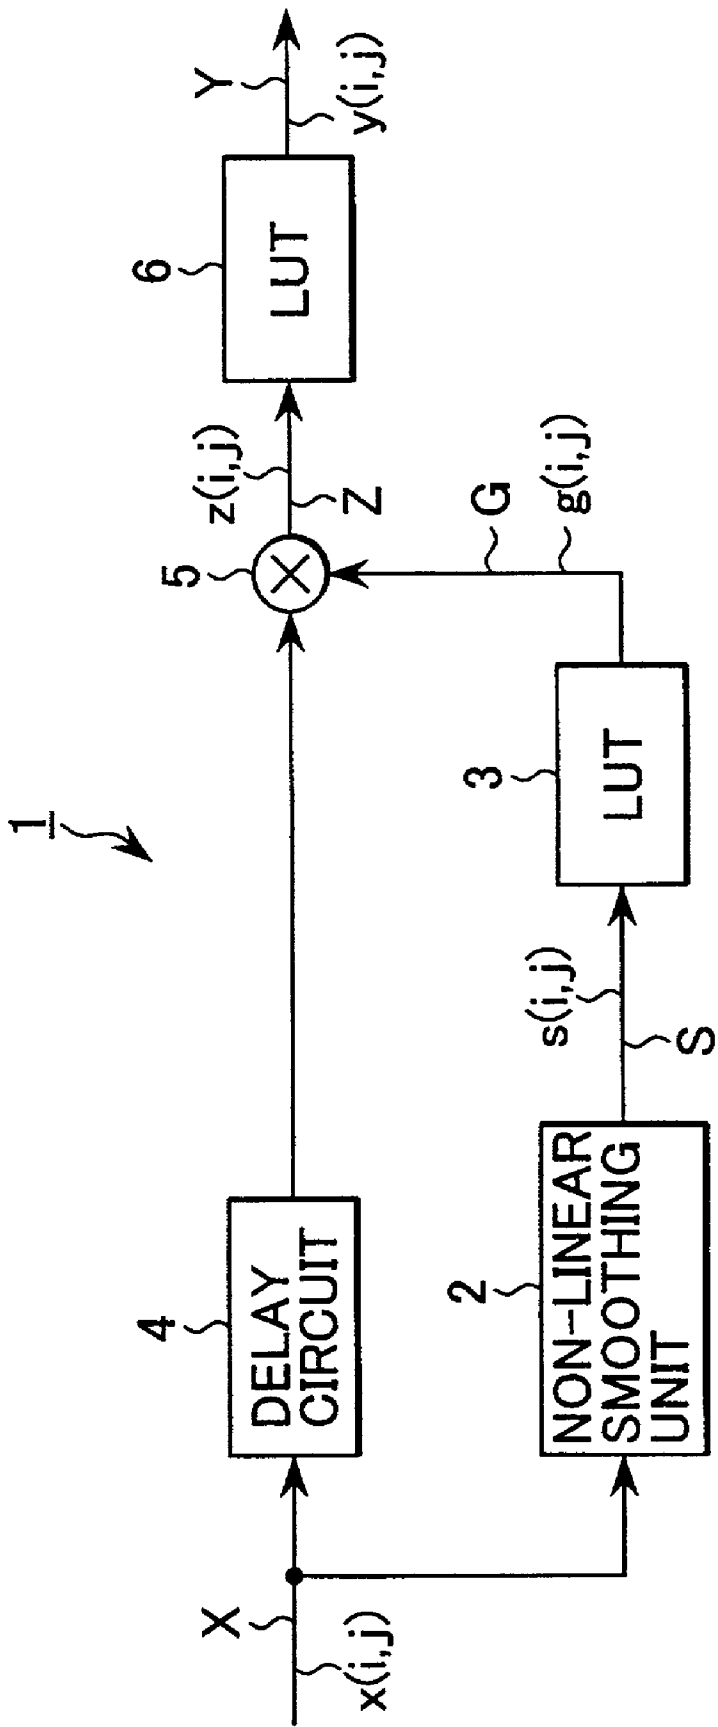 1
X
x(i,j)
4
DELAY
CIRCUIT
2
NON-LINEAR
SMOOTHING
UNIT
s(i,j)
S
3
LUT
G
g(i,j)
5
z(i,j)
Z
6
LUT
Y
y(i,j)